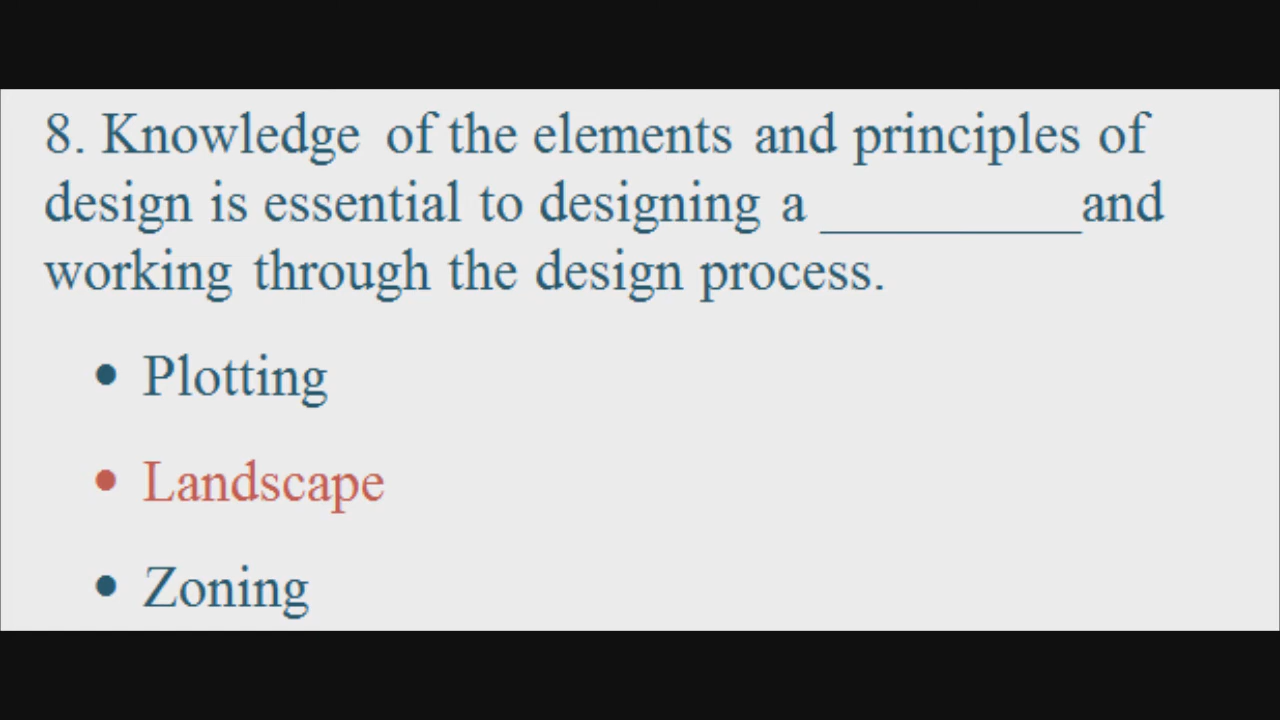 8. Knowledge of the elements and principles of
design is essential to designing a __________and
working through the design process.
• Plotting
• Landscape
• Zoning